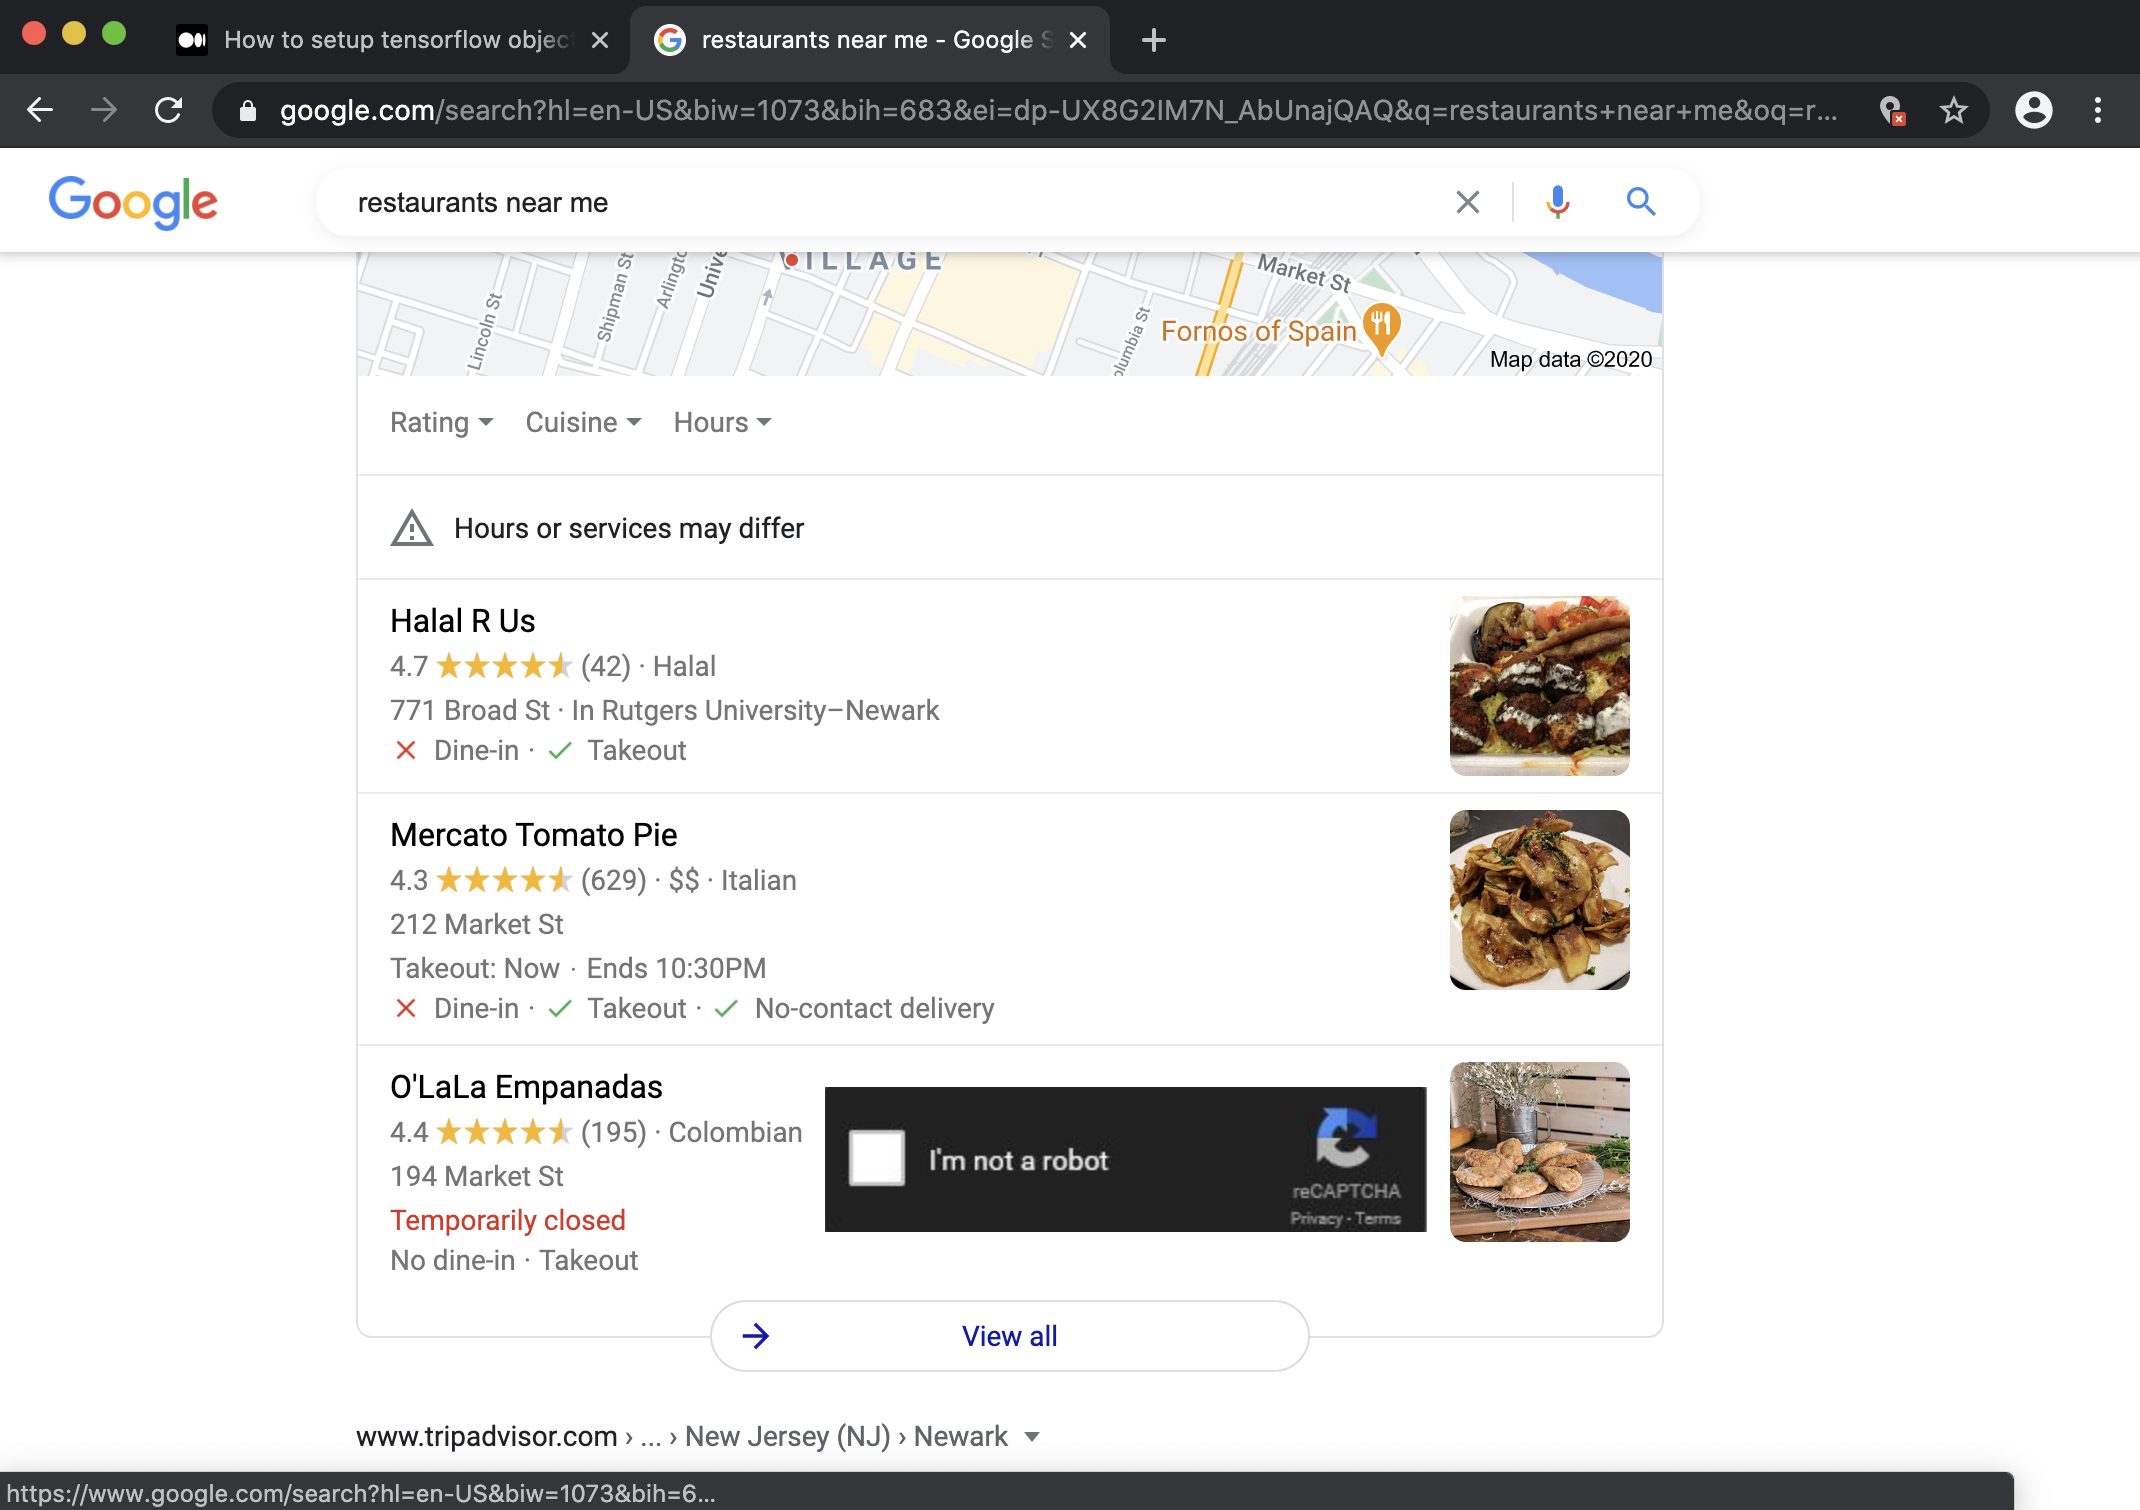 How to setup tensorflow objec
restaurants near me - Google S
google.com/search?hl=en-US&biw=1073&bih=683&ei=dp-UX8G2IM7N_AbUnajQAQ&q=restaurants+near+me&oq=r...
Google
restaurants near me
VILLAGE
Lincoln St
Shipman St
Arlingto
Unive
Market St
olumbia St
Fornos of Spain
Map data ©2020
Rating Cuisine Hours
Hours or services may differ
Halal R Us
4.7 (42) · Halal
771 Broad St · In Rutgers University–Newark
Dine-in · Takeout
Mercato Tomato Pie
4.3 (629) · $$ · Italian
212 Market St
Takeout: Now · Ends 10:30PM
Dine-in · Takeout · No-contact delivery
O'LaLa Empanadas
4.4 (195) · Colombian
194 Market St
Temporarily closed
No dine-in · Takeout
I'm not a robot
reCAPTCHA
Privacy - Terms
View all
www.tripadvisor.com › ... › New Jersey (NJ) › Newark
https://www.google.com/search?hl=en-US&biw=1073&bih=6...